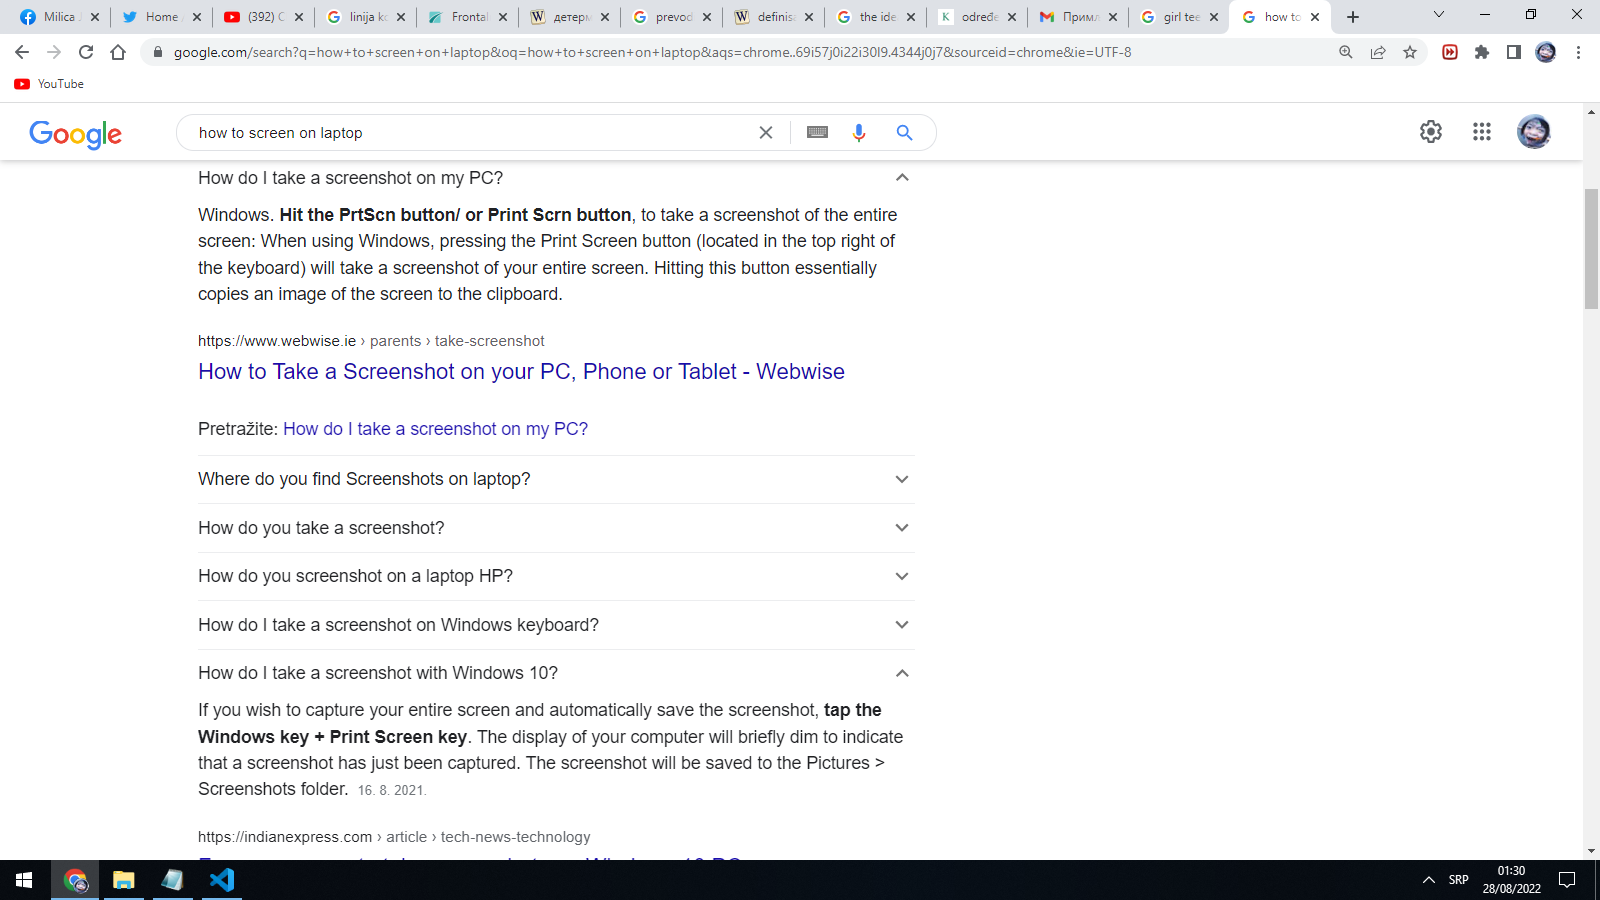 Milica J
Home /
(392) C
linija ko
Frontal
детерм
prevod
definisa
the ide
određe
Примл
girl tee
how to
google.com/search?q=how+to+screen+on+laptop&oq=how+to+screen+on+laptop&aqs=chrome..69i57j0i22i30l9.4344j0j7&sourceid=chrome&ie=UTF-8
YouTube
Google
how to screen on laptop
How do I take a screenshot on my PC?
Windows. Hit the PrtScn button/ or Print Scrn button, to take a screenshot of the entire
screen: When using Windows, pressing the Print Screen button (located in the top right of
the keyboard) will take a screenshot of your entire screen. Hitting this button essentially
copies an image of the screen to the clipboard.
https://www.webwise.ie › parents › take-screenshot
How to Take a Screenshot on your PC, Phone or Tablet - Webwise
Pretražite: How do I take a screenshot on my PC?
Where do you find Screenshots on laptop?
How do you take a screenshot?
How do you screenshot on a laptop HP?
How do I take a screenshot on Windows keyboard?
How do I take a screenshot with Windows 10?
If you wish to capture your entire screen and automatically save the screenshot, tap the
Windows key + Print Screen key. The display of your computer will briefly dim to indicate
that a screenshot has just been captured. The screenshot will be saved to the Pictures >
Screenshots folder. 16. 8. 2021.
https://indianexpress.com › article › tech-news-technology
SRP
01:30
28/08/2022